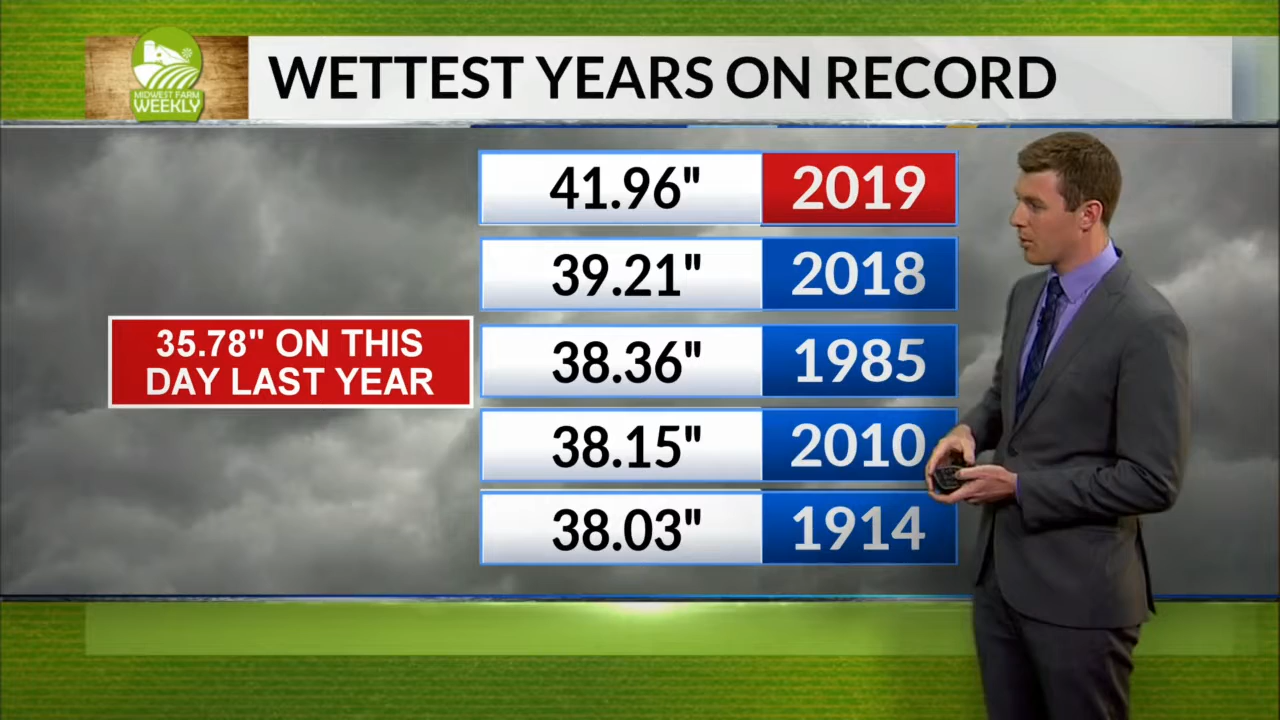 MIDWEST FARM
WEEKLY
WETTEST YEARS ON RECORD
41.96" 2019
39.21" 2018
35.78" ON THIS
DAY LAST YEAR
38.36" 1985
38.15" 2010
38.03" 1914